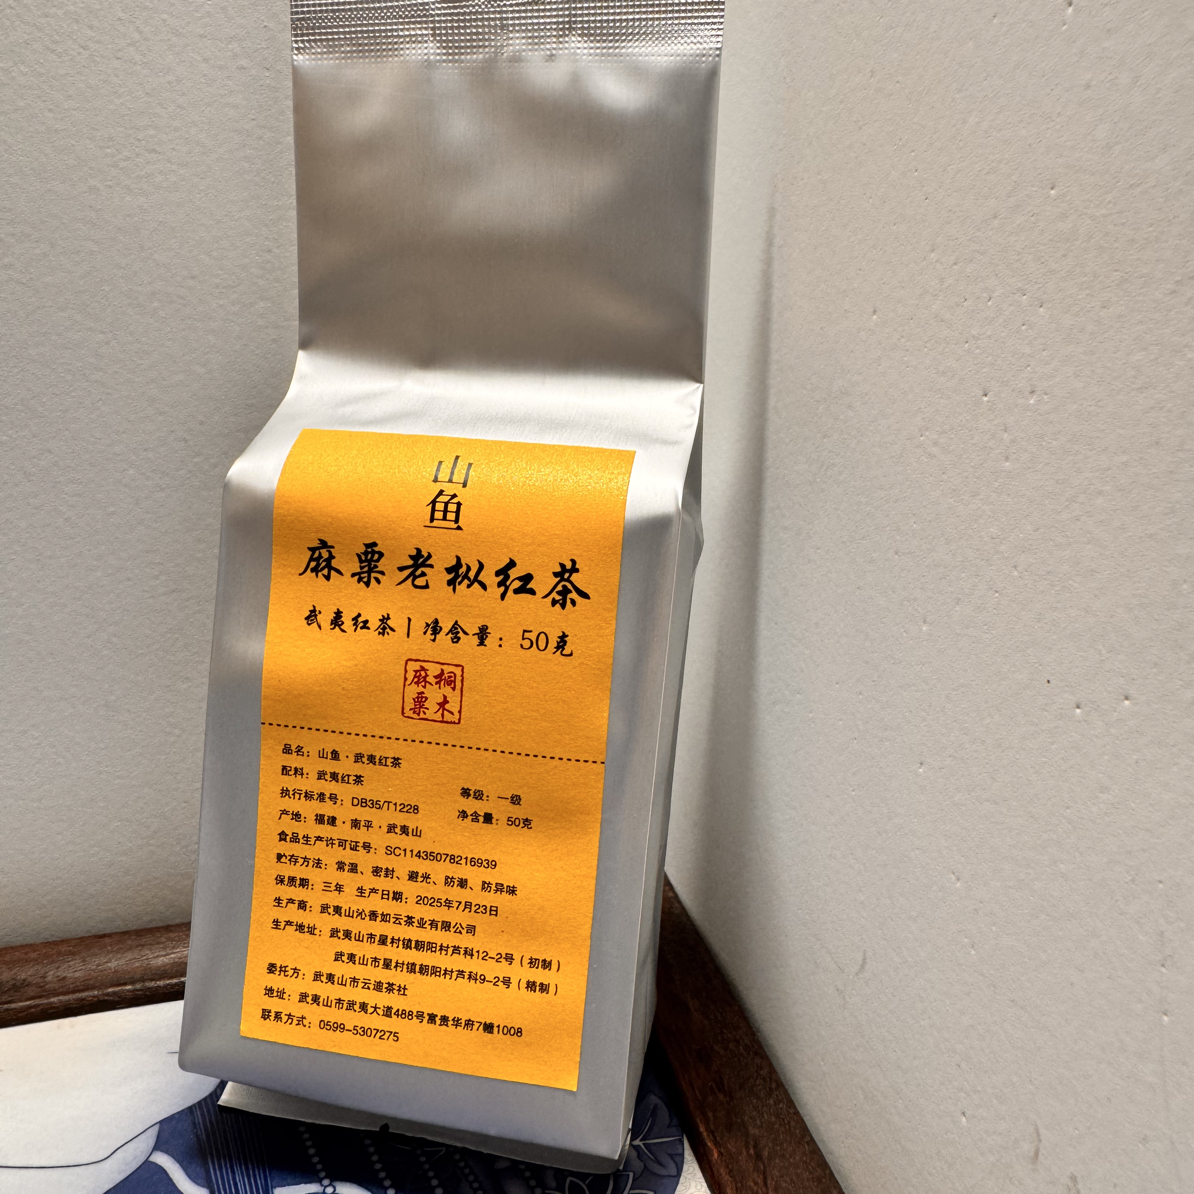 山
鱼
麻粟老枞红茶
武夷红茶丨净含量：50克
麻桐
粟木
品名：山鱼·武夷红茶
配料：武夷红茶
等级：一级
执行标准号：DB35/T1228
净含量：50克
产地：福建·南平·武夷山
食品生产许可证号：SC11435078216939
贮存方法：常温、密封、避光、防潮、防异味
保质期：三年 生产日期：2025年7月23日
生产商：武夷山沁香如云茶业有限公司
生产地址：武夷山市星村镇朝阳村芦科12-2号（初制）
武夷山市星村镇朝阳村芦科9-2号（精制）
委托方：武夷山市云迪茶社
地址：武夷山市武夷大道488号富贵华府7幢1008
联系方式：0599-5307275